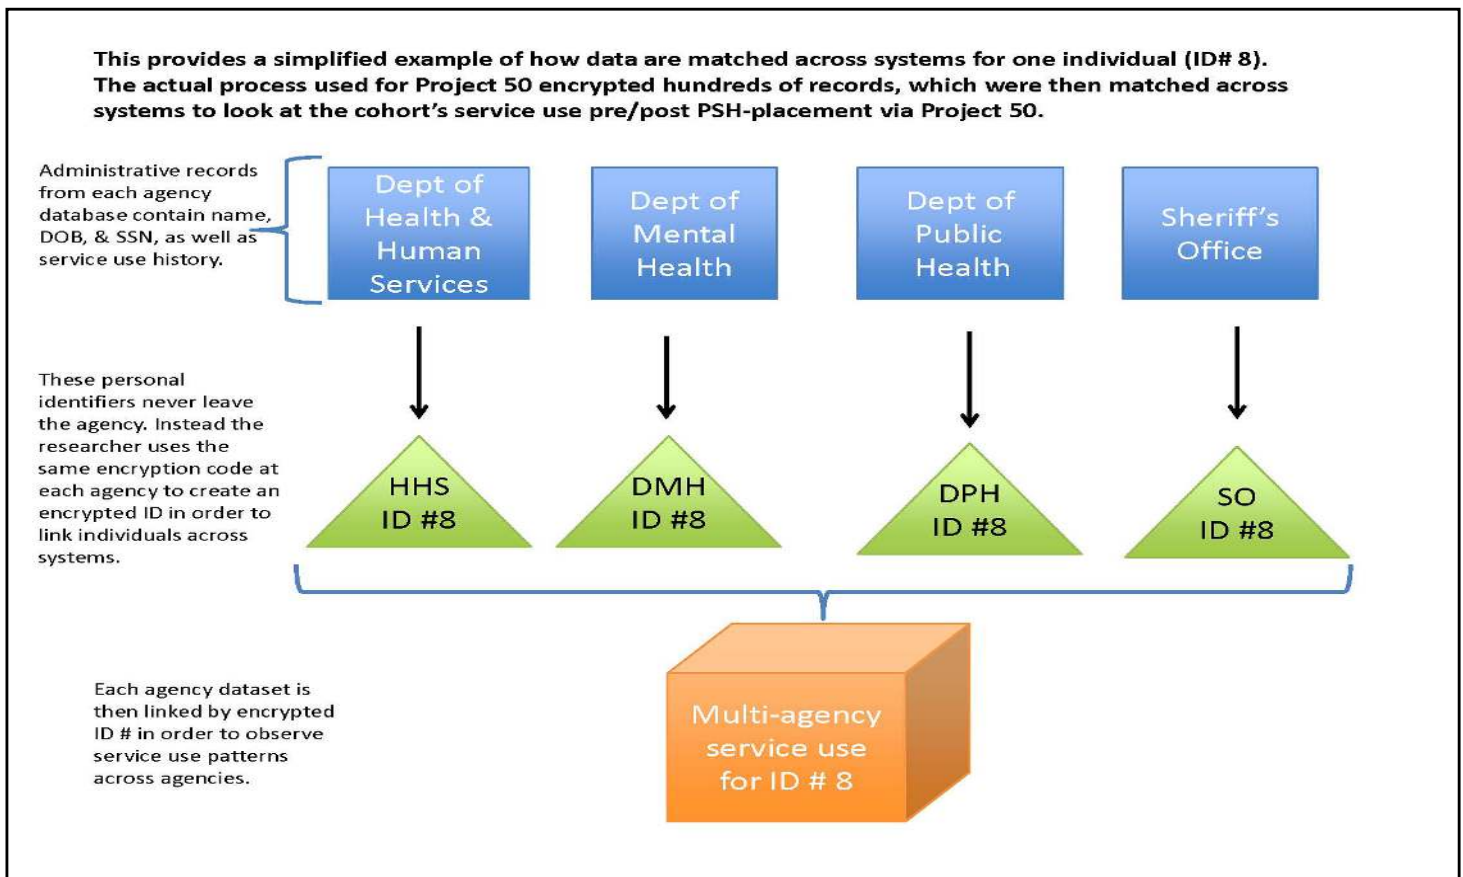 This provides a simplified example of how data are matched across systems for one individual (ID# 8).
The actual process used for Project 50 encrypted hundreds of records, which were then matched across
systems to look at the cohort’s service use pre/post PSH-placement via Project 50.
Administrative records
from each agency
database contain name,
DOB, & SSN, as well as
service use history.
Dept of
Health &
Human
Services
Dept of
Mental
Health
Dept of
Public
Health
Sheriff’s
Office
These personal
identifiers never leave
the agency. Instead the
researcher uses the
same encryption code at
each agency to create an
encrypted ID in order to
link individuals across
systems.
HHS
ID #8
DMH
ID #8
DPH
ID #8
SO
ID #8
Each agency dataset is
then linked by encrypted
ID # in order to observe
service use patterns
across agencies.
Multi-agency
service use
for ID # 8